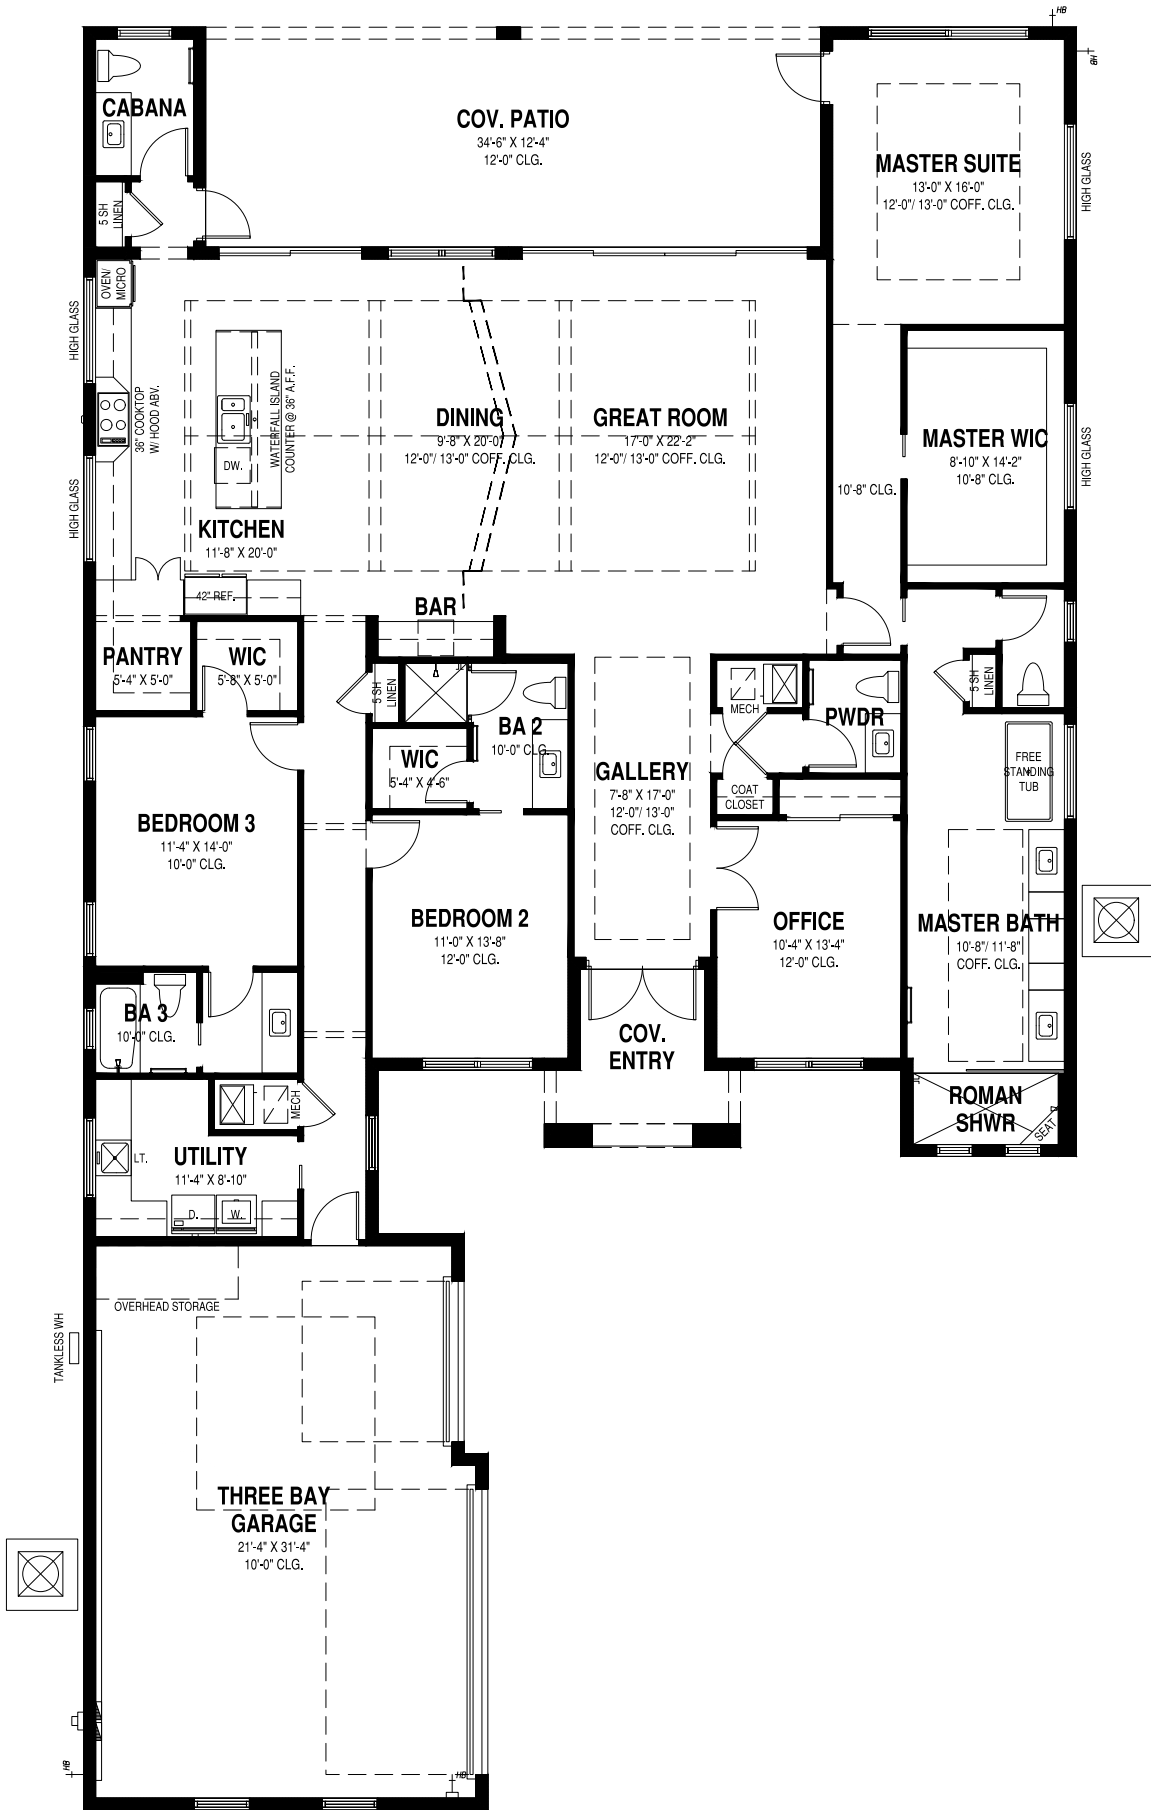 HB
HB
CABANA
COV. PATIO
34'-6" X 12'-4"
12'-0" CLG.
MASTER SUITE
13'-0" X 16'-0"
12'-0"/ 13'-0" COFF. CLG.
HIGH GLASS
5 SH
LINEN
OVEN/
MICRO
HIGH GLASS
36" COOKTOP
W/ HOOD ABV.
WATERFALL ISLAND
COUNTER @ 36" A.F.F.
DW.
DINING
9'-8" X 20'-0"
12'-0"/ 13'-0" COFF. CLG.
GREAT ROOM
17'-0" X 22'-2"
12'-0"/ 13'-0" COFF. CLG.
MASTER WIC
8'-10" X 14'-2"
10'-8" CLG.
10'-8" CLG.
HIGH GLASS
HIGH GLASS
KITCHEN
11'-8" X 20'-0"
42" REF.
BAR
PANTRY
5'-4" X 5'-0"
WIC
5'-8" X 5'-0"
5 SH
LINEN
BA 2
10'-0" CLG.
WIC
5'-4" X 4'-6"
MECH
PWDR
5 SH
LINEN
COAT
CLOSET
FREE
STANDING
TUB
GALLERY
7'-8" X 17'-0"
12'-0"/ 13'-0"
COFF. CLG.
BEDROOM 3
11'-4" X 14'-0"
10'-0" CLG.
BEDROOM 2
11'-0" X 13'-8"
12'-0" CLG.
OFFICE
10'-4" X 13'-4"
12'-0" CLG.
MASTER BATH
10'-8"/ 11'-8"
COFF. CLG.
BA 3
10'-0" CLG.
COV.
ENTRY
MECH
ROMAN
SHWR
SEAT
LT.
UTILITY
11'-4" X 8'-10"
D.
W.
OVERHEAD STORAGE
TANKLESS WH
THREE BAY
GARAGE
21'-4" X 31'-4"
10'-0" CLG.
HB
HB